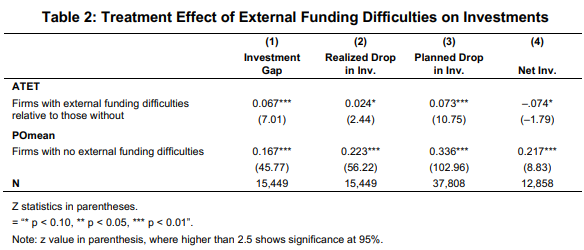 Table 2: Treatment Effect of External Funding Difficulties on Investments
(1) (2) (3) (4)
Investment Realized Drop Planned Drop Net Inv.
Gap in Inv. in Inv.
ATET
Firms with external funding difficulties 0.067*** 0.024* 0.073*** –.074*
relative to those without (7.01) (2.44) (10.75) (–1.79)
POmean
Firms with no external funding difficulties 0.167*** 0.223*** 0.336*** 0.217***
(45.77) (56.22) (102.96) (8.83)
N 15,449 15,449 37,808 12,858
Z statistics in parentheses.
= "* p < 0.10, ** p < 0.05, *** p < 0.01".
Note: z value in parenthesis, where higher than 2.5 shows significance at 95%.